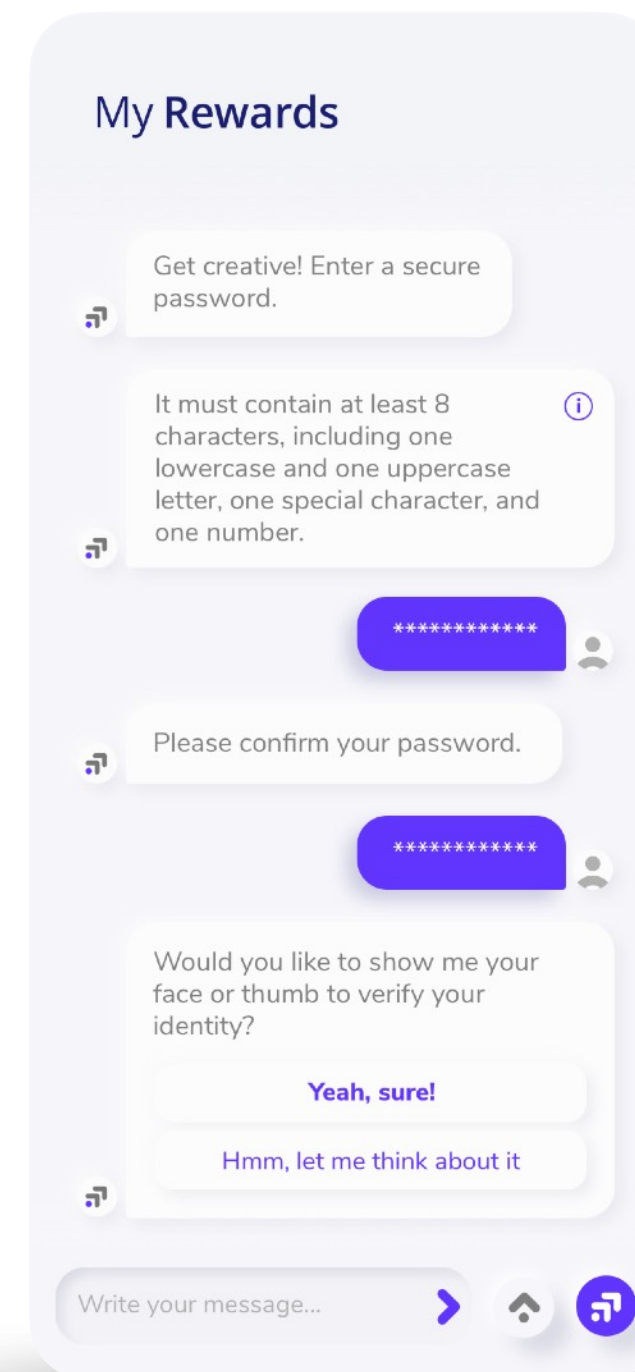 My Rewards
Get creative! Enter a secure
password.
It must contain at least 8
characters, including one
lowercase and one uppercase
letter, one special character, and
one number.
************
Please confirm your password.
************
Would you like to show me your
face or thumb to verify your
identity?
Yeah, sure!
Hmm, let me think about it
Write your message...